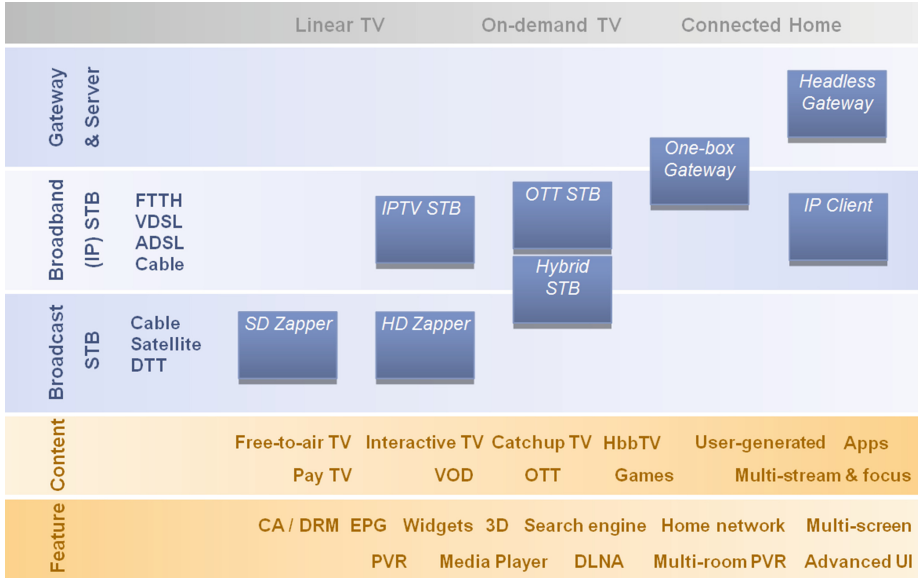 Linear TV On-demand TV Connected Home
Gateway
& Server
Headless
Gateway
One-box
Gateway
Broadband
(IP) STB
FTTH
VDSL
ADSL
Cable
IPTV STB
OTT STB
IP Client
Hybrid
STB
Broadcast
STB
Cable
Satellite
DTT
SD Zapper
HD Zapper
Content
Free-to-air TV Interactive TV Catchup TV HbbTV User-generated Apps
Pay TV VOD OTT Games Multi-stream & focus
Feature
CA / DRM EPG Widgets 3D Search engine Home network Multi-screen
PVR Media Player DLNA Multi-room PVR Advanced UI